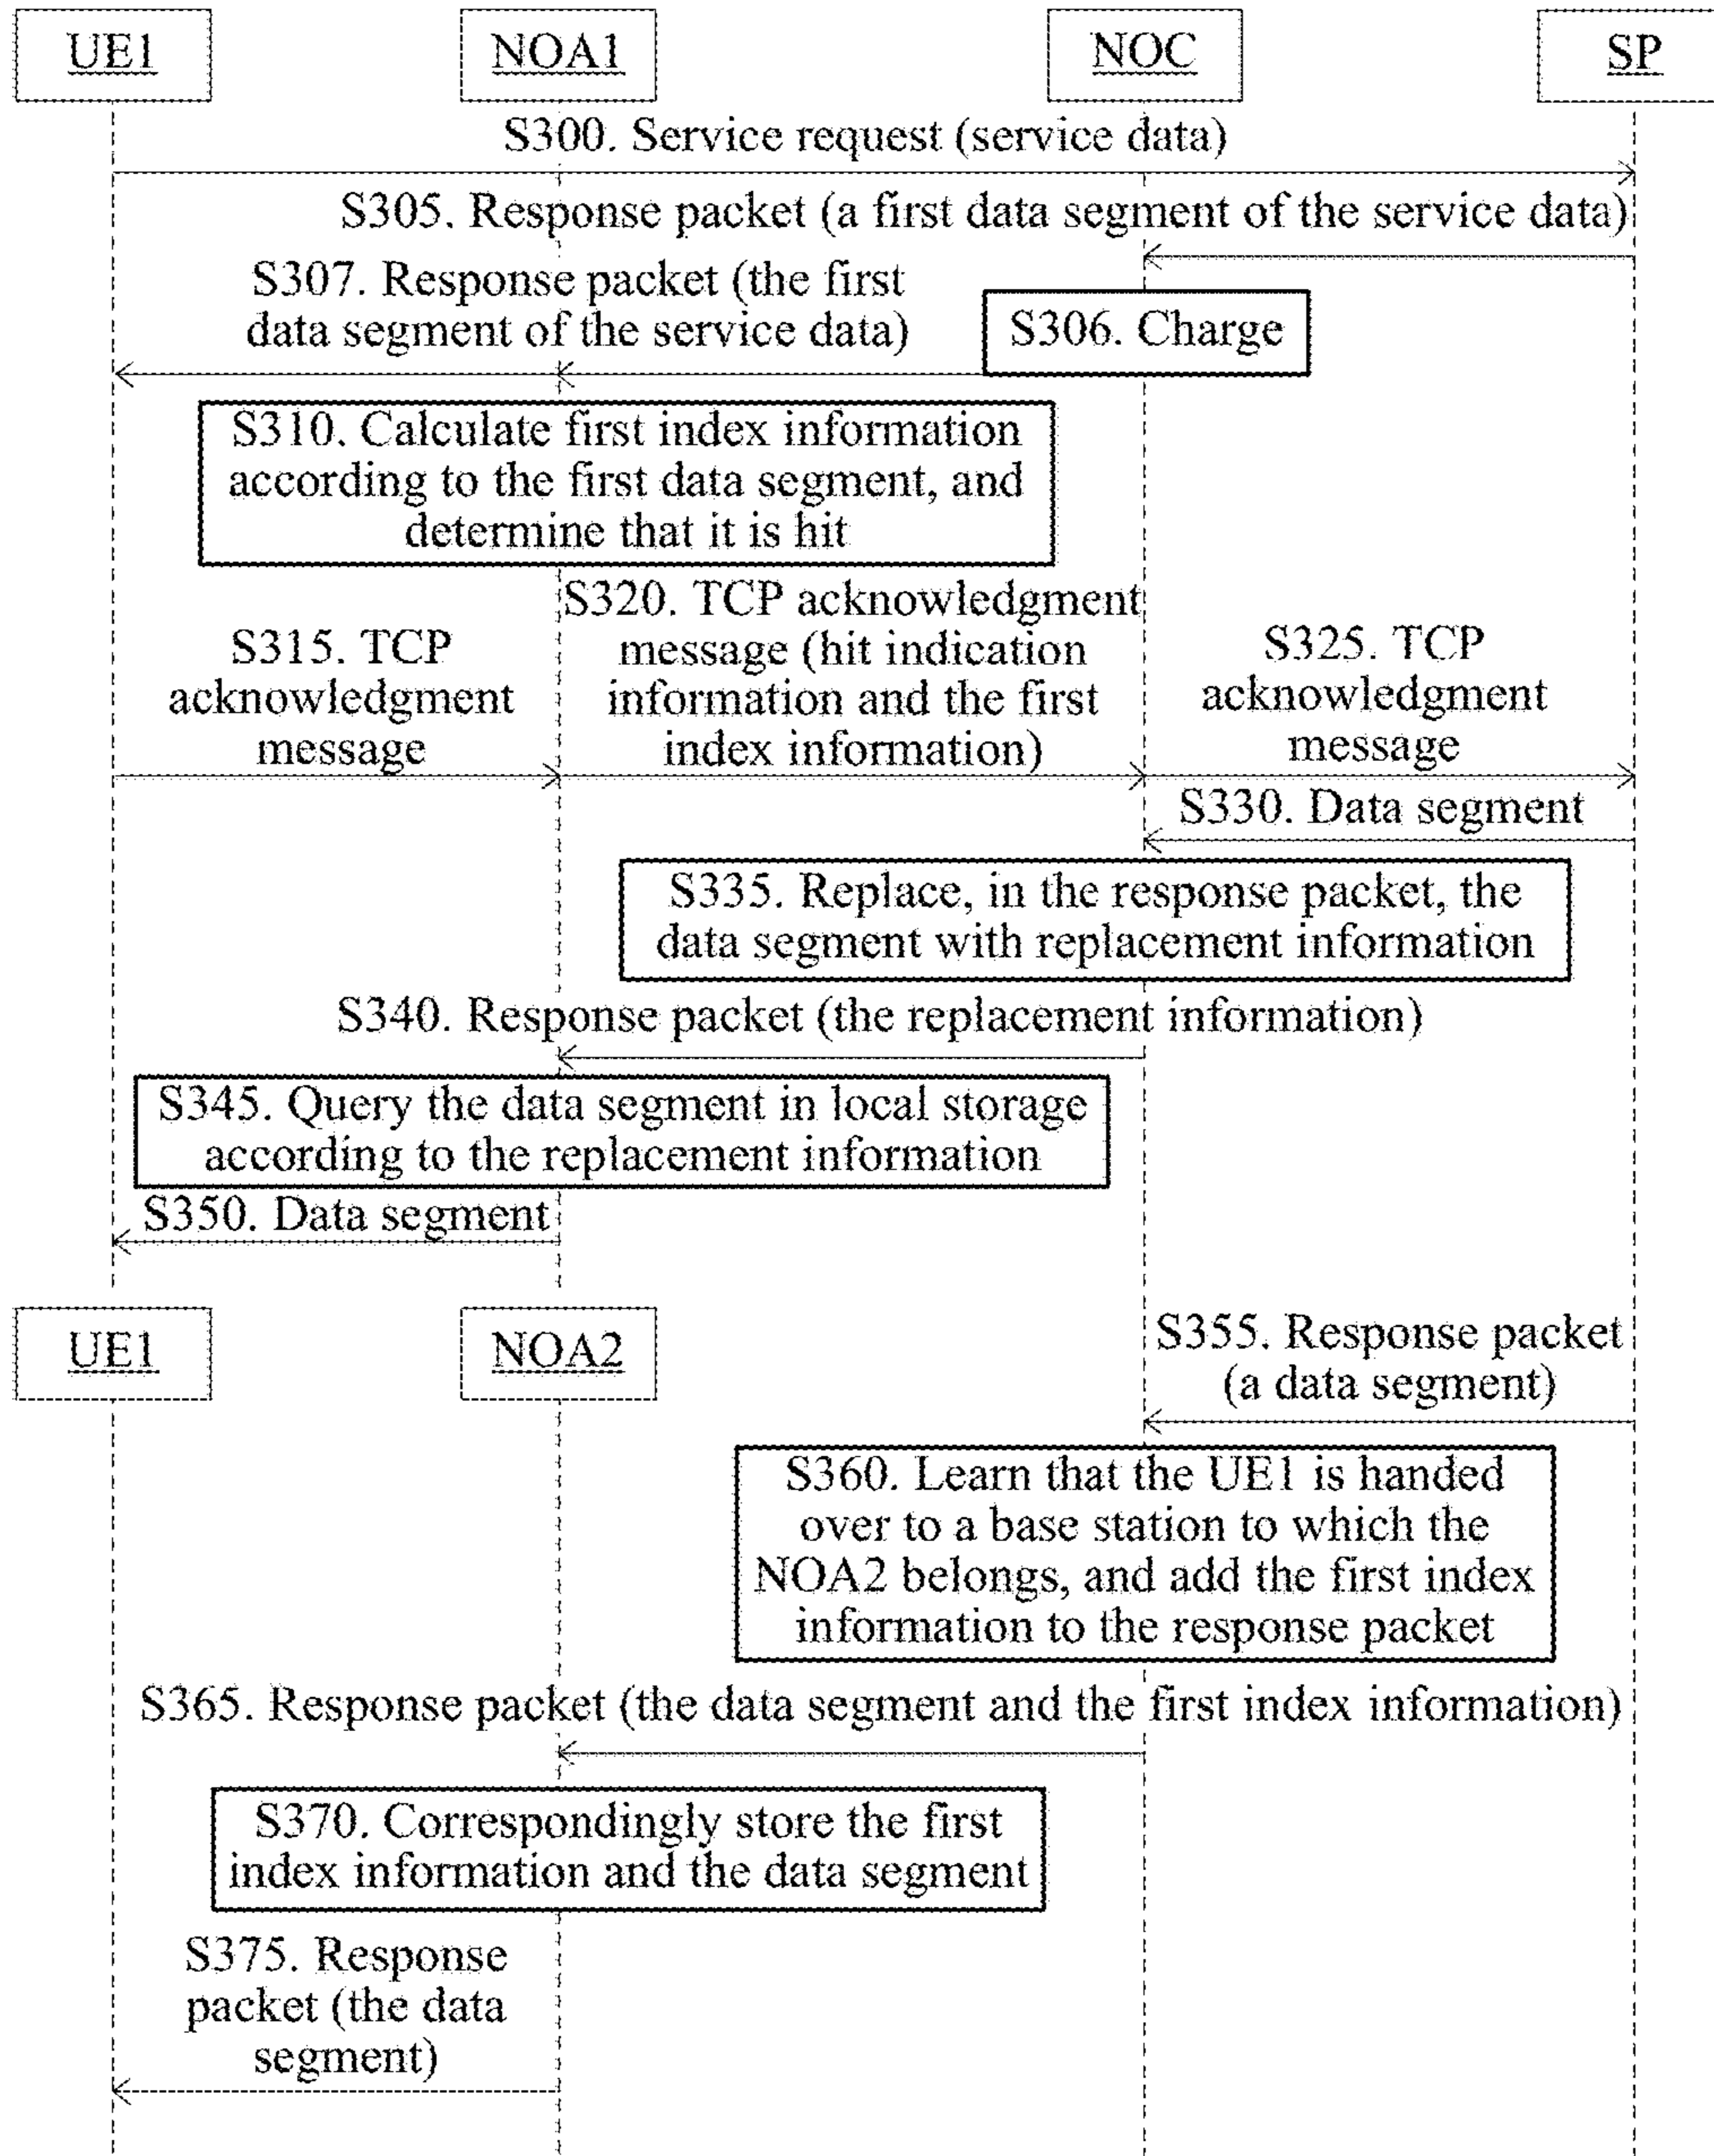 UE1
NOA1
NOC
SP
S300. Service request (service data)
S305. Response packet (a first data segment of the service data)
S307. Response packet (the first
data segment of the service data)
S306. Charge
S310. Calculate first index information
according to the first data segment, and
determine that it is hit
S315. TCP
acknowledgment
message
S320. TCP acknowledgment
message (hit indication
information and the first
index information)
S325. TCP
acknowledgment
message
S330. Data segment
S335. Replace, in the response packet, the
data segment with replacement information
S340. Response packet (the replacement information)
S345. Query the data segment in local storage
according to the replacement information
S350. Data segment
UE1
NOA2
S355. Response packet
(a data segment)
S360. Learn that the UE1 is handed
over to a base station to which the
NOA2 belongs, and add the first index
information to the response packet
S365. Response packet (the data segment and the first index information)
S370. Correspondingly store the first
index information and the data segment
S375. Response
packet (the data
segment)